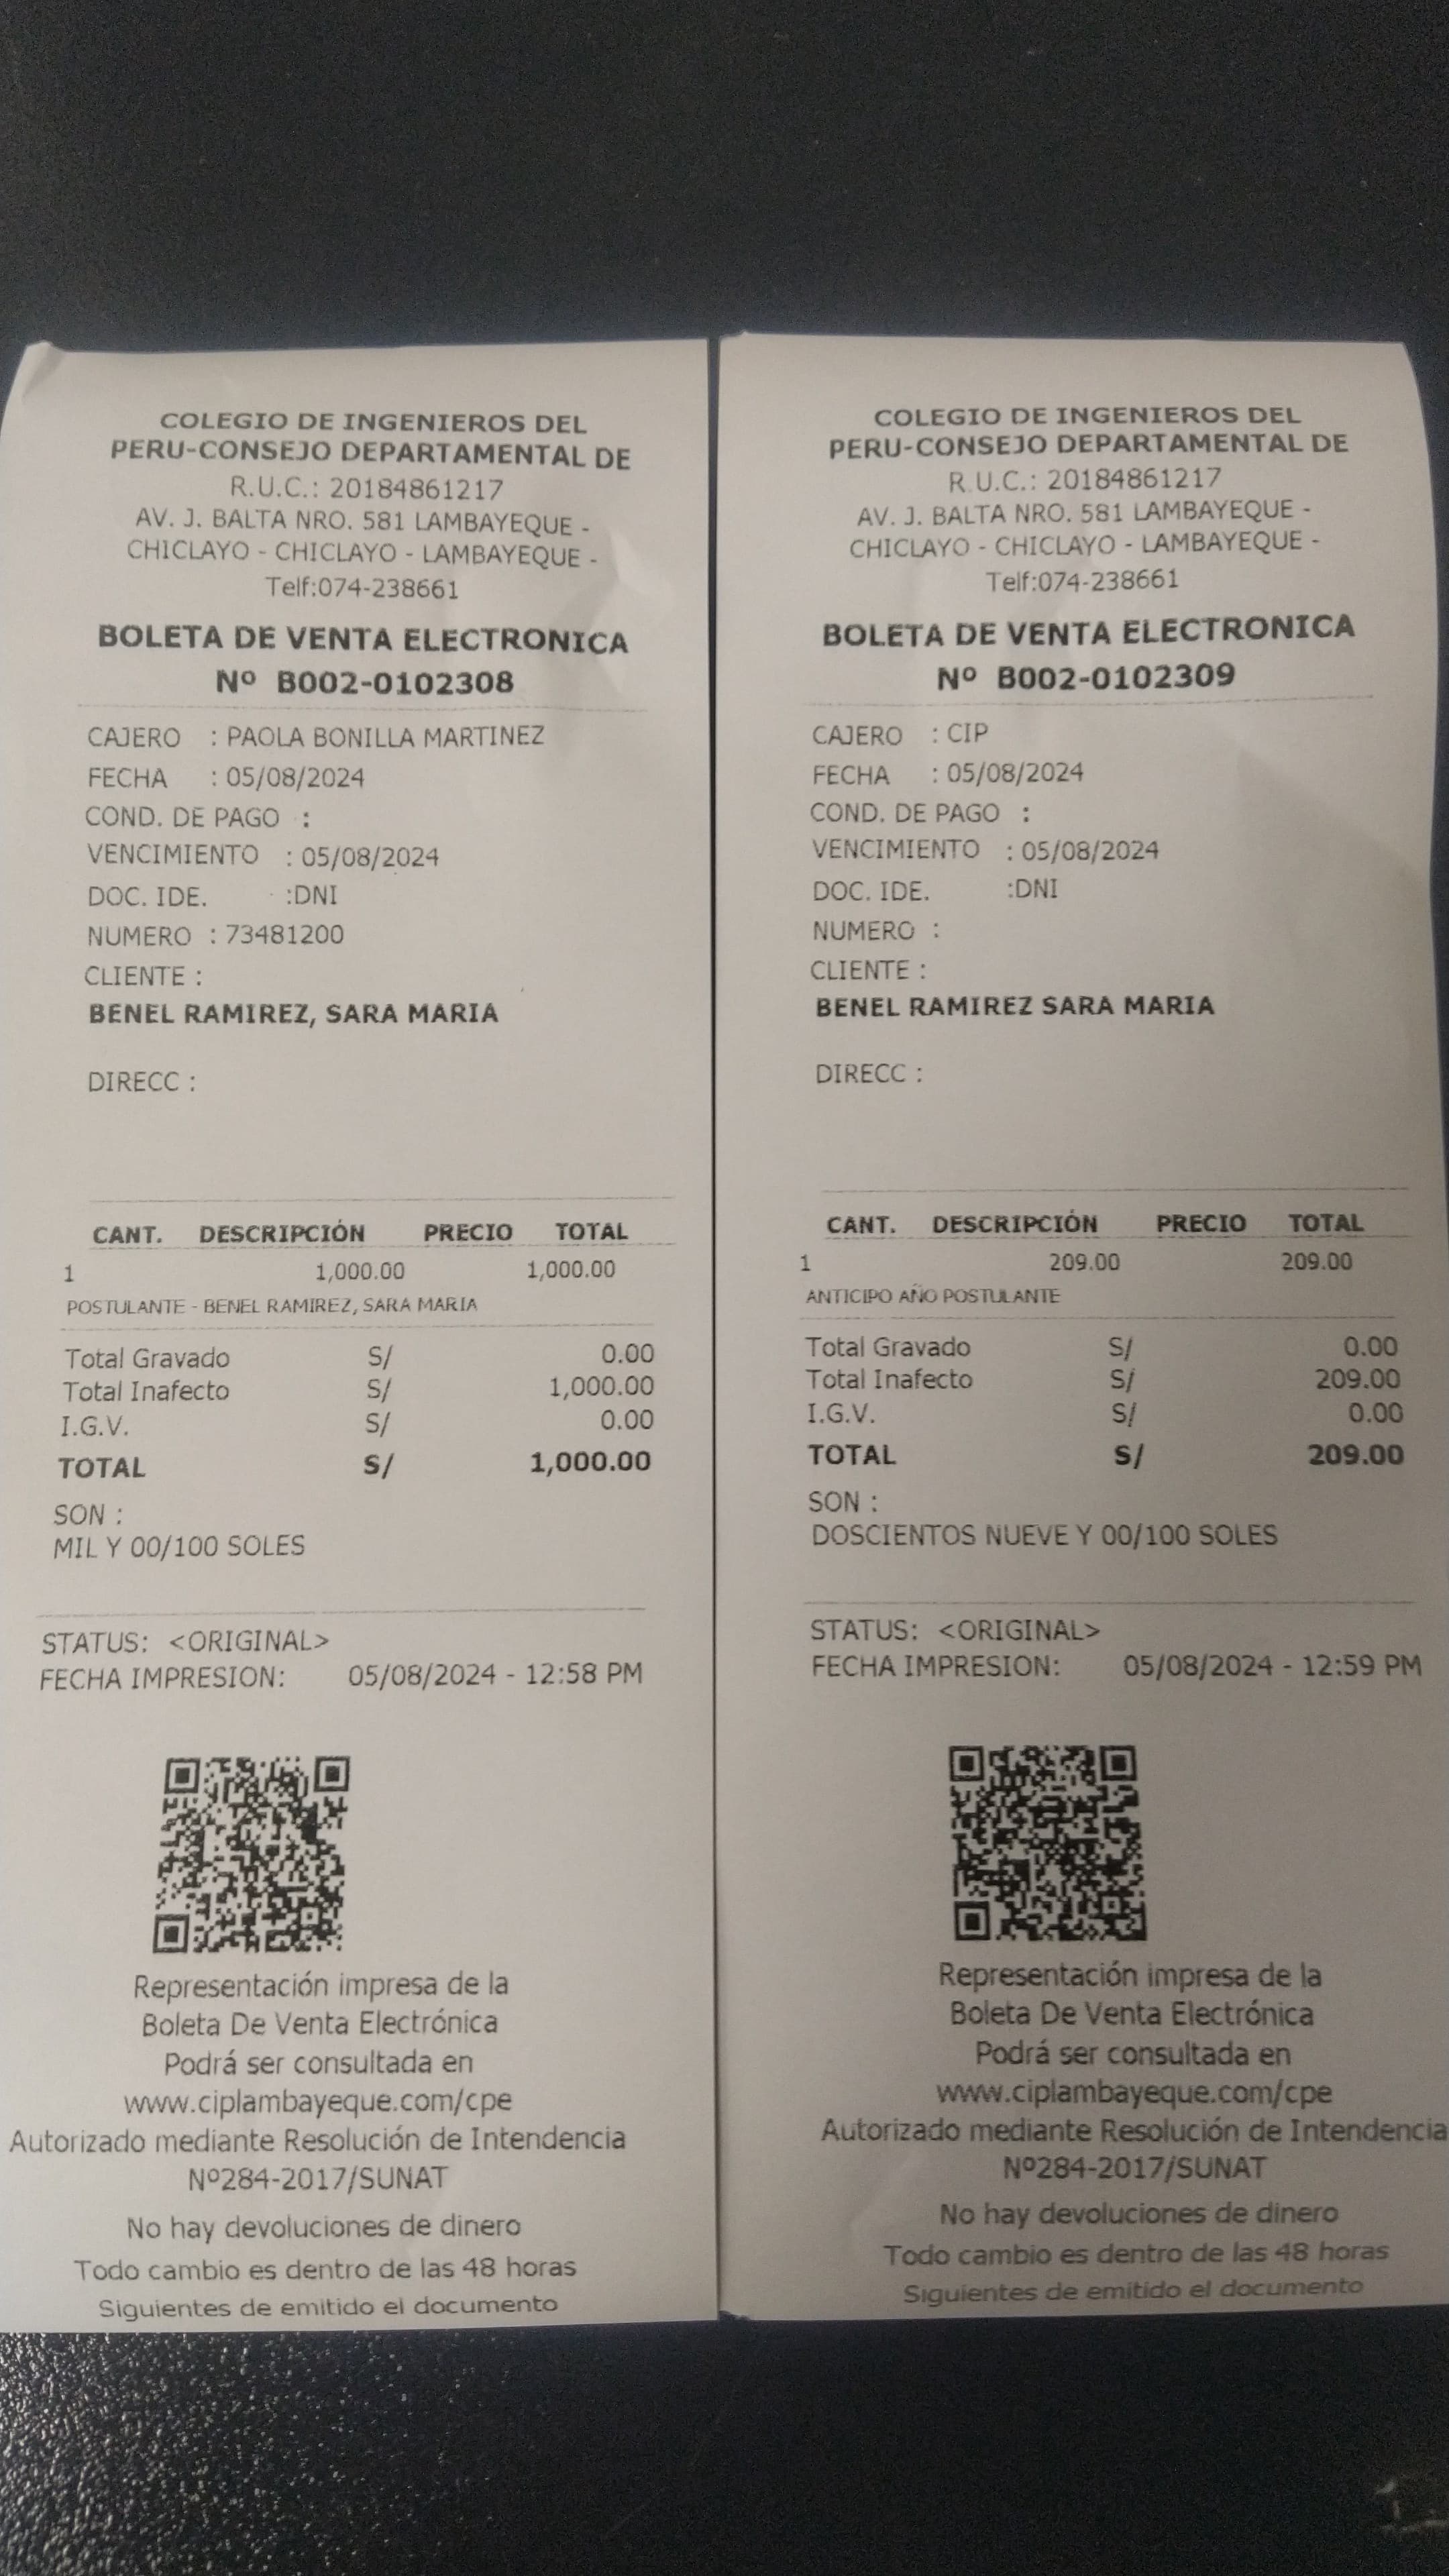 COLEGIO DE INGENIEROS DEL
PERU-CONSEJO DEPARTAMENTAL DE
R.U.C.: 20184861217
AV. J. BALTA NRO. 581 LAMBAYEQUE -
CHICLAYO - CHICLAYO - LAMBAYEQUE -
Telf:074-238661
BOLETA DE VENTA ELECTRONICA
Nº B002-0102308
CAJERO : PAOLA BONILLA MARTINEZ
FECHA : 05/08/2024
COND. DE PAGO :
VENCIMIENTO : 05/08/2024
DOC. IDE. :DNI
NUMERO : 73481200
CLIENTE :
BENEL RAMIREZ, SARA MARIA
DIRECC :
CANT. DESCRIPCIÓN PRECIO TOTAL
1 1,000.00 1,000.00
POSTULANTE - BENEL RAMIREZ, SARA MARIA
Total Gravado S/ 0.00
Total Inafecto S/ 1,000.00
I.G.V. S/ 0.00
TOTAL S/ 1,000.00
SON :
MIL Y 00/100 SOLES
STATUS: <ORIGINAL>
FECHA IMPRESION: 05/08/2024 - 12:58 PM
Representación impresa de la
Boleta De Venta Electrónica
Podrá ser consultada en
www.ciplambayeque.com/cpe
Autorizado mediante Resolución de Intendencia
Nº284-2017/SUNAT
No hay devoluciones de dinero
Todo cambio es dentro de las 48 horas
Siguientes de emitido el documento
COLEGIO DE INGENIEROS DEL
PERU-CONSEJO DEPARTAMENTAL DE
R.U.C.: 20184861217
AV. J. BALTA NRO. 581 LAMBAYEQUE -
CHICLAYO - CHICLAYO - LAMBAYEQUE -
Telf:074-238661
BOLETA DE VENTA ELECTRONICA
Nº B002-0102309
CAJERO : CIP
FECHA : 05/08/2024
COND. DE PAGO :
VENCIMIENTO : 05/08/2024
DOC. IDE. :DNI
NUMERO :
CLIENTE :
BENEL RAMIREZ SARA MARIA
DIRECC :
CANT. DESCRIPCIÓN PRECIO TOTAL
1 209.00 209.00
ANTICIPO AÑO POSTULANTE
Total Gravado S/ 0.00
Total Inafecto S/ 209.00
I.G.V. S/ 0.00
TOTAL S/ 209.00
SON :
DOSCIENTOS NUEVE Y 00/100 SOLES
STATUS: <ORIGINAL>
FECHA IMPRESION: 05/08/2024 - 12:59 PM
Representación impresa de la
Boleta De Venta Electrónica
Podrá ser consultada en
www.ciplambayeque.com/cpe
Autorizado mediante Resolución de Intendencia
Nº284-2017/SUNAT
No hay devoluciones de dinero
Todo cambio es dentro de las 48 horas
Siguientes de emitido el documento